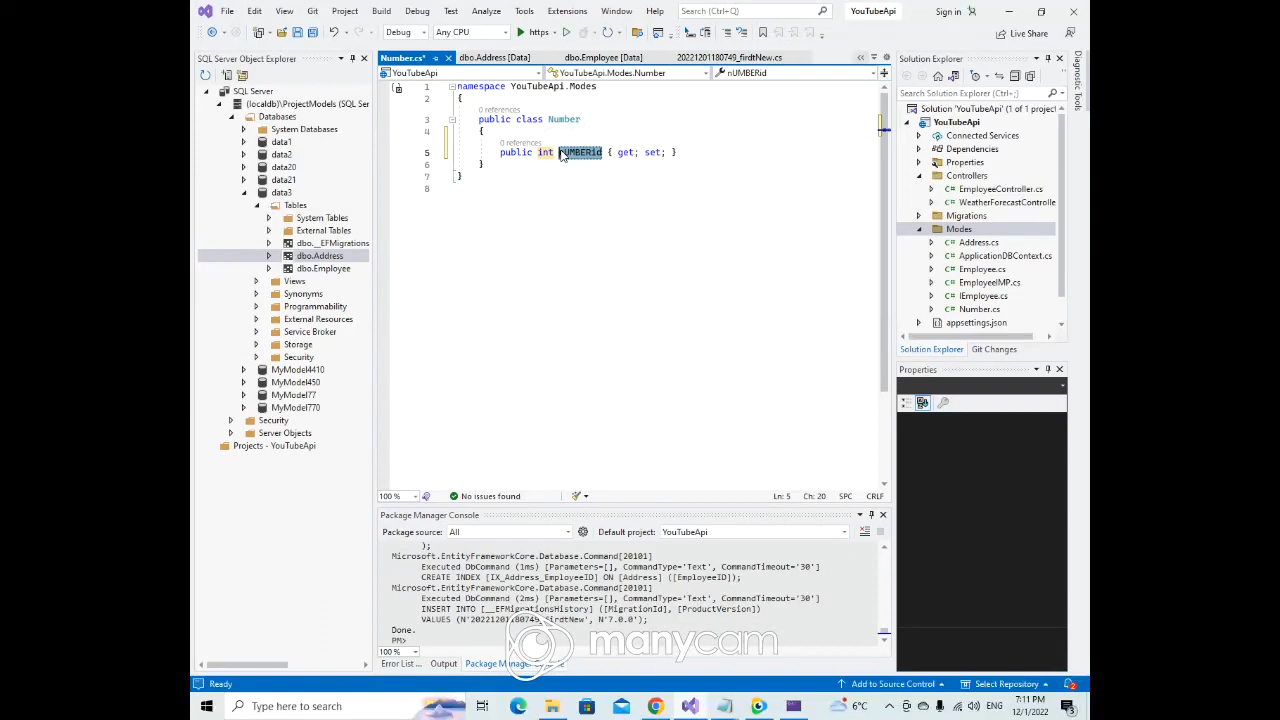 File Edit View Git Project Build Debug Test Analyze Tools Extensions Window Help Search (Ctrl+Q) YouTubeApi Sign in
Debug Any CPU https Live Share
SQL Server Object Explorer
SQL Server
(localdb)\ProjectModels (SQL Ser
Databases
System Databases
data1
data2
data20
data21
data3
Tables
System Tables
External Tables
dbo.__EFMigrations
dbo.Address
dbo.Employee
Views
Synonyms
Programmability
External Resources
Service Broker
Storage
Security
MyModel4410
MyModel450
MyModel77
MyModel770
Security
Server Objects
Projects - YouTubeApi
Number.cs* dbo.Address [Data] dbo.Employee [Data] 20221201180749_firdtNew.cs
YouTubeApi YouTubeApi.Modes.Number nUMBERid
1 namespace YouTubeApi.Modes
2 {
0 references
3 public class Number
4 {
0 references
5 public int nUMBERid { get; set; }
6 }
7 }
8
100 % No issues found Ln: 5 Ch: 20 SPC CRLF
Package Manager Console
Package source: All Default project: YouTubeApi
);
Microsoft.EntityFrameworkCore.Database.Command[20101]
Executed DbCommand (1ms) [Parameters=[], CommandType='Text', CommandTimeout='30']
CREATE INDEX [IX_Address_EmployeeID] ON [Address] ([EmployeeID]);
Microsoft.EntityFrameworkCore.Database.Command[20101]
Executed DbCommand (2ms) [Parameters=[], CommandType='Text', CommandTimeout='30']
INSERT INTO [__EFMigrationsHistory] ([MigrationId], [ProductVersion])
VALUES (N'20221201180749_firdtNew', N'7.0.0');
Done.
PM>
manycam
100 %
Error List ... Output Package Manager
Solution Explorer
Search Solution Explorer (Ctrl+;)
Solution 'YouTubeApi' (1 of 1 project
YouTubeApi
Connected Services
Dependencies
Properties
Controllers
EmployeeController.cs
WeatherForecastControlle
Migrations
Modes
Address.cs
ApplicationDBContext.cs
Employee.cs
EmployeeIMP.cs
IEmployee.cs
Number.cs
appsettings.json
Solution Explorer Git Changes
Properties
Diagnostic Tools
Ready Add to Source Control Select Repository 2
Type here to search 6°C ENG 7:11 PM
12/1/2022 3